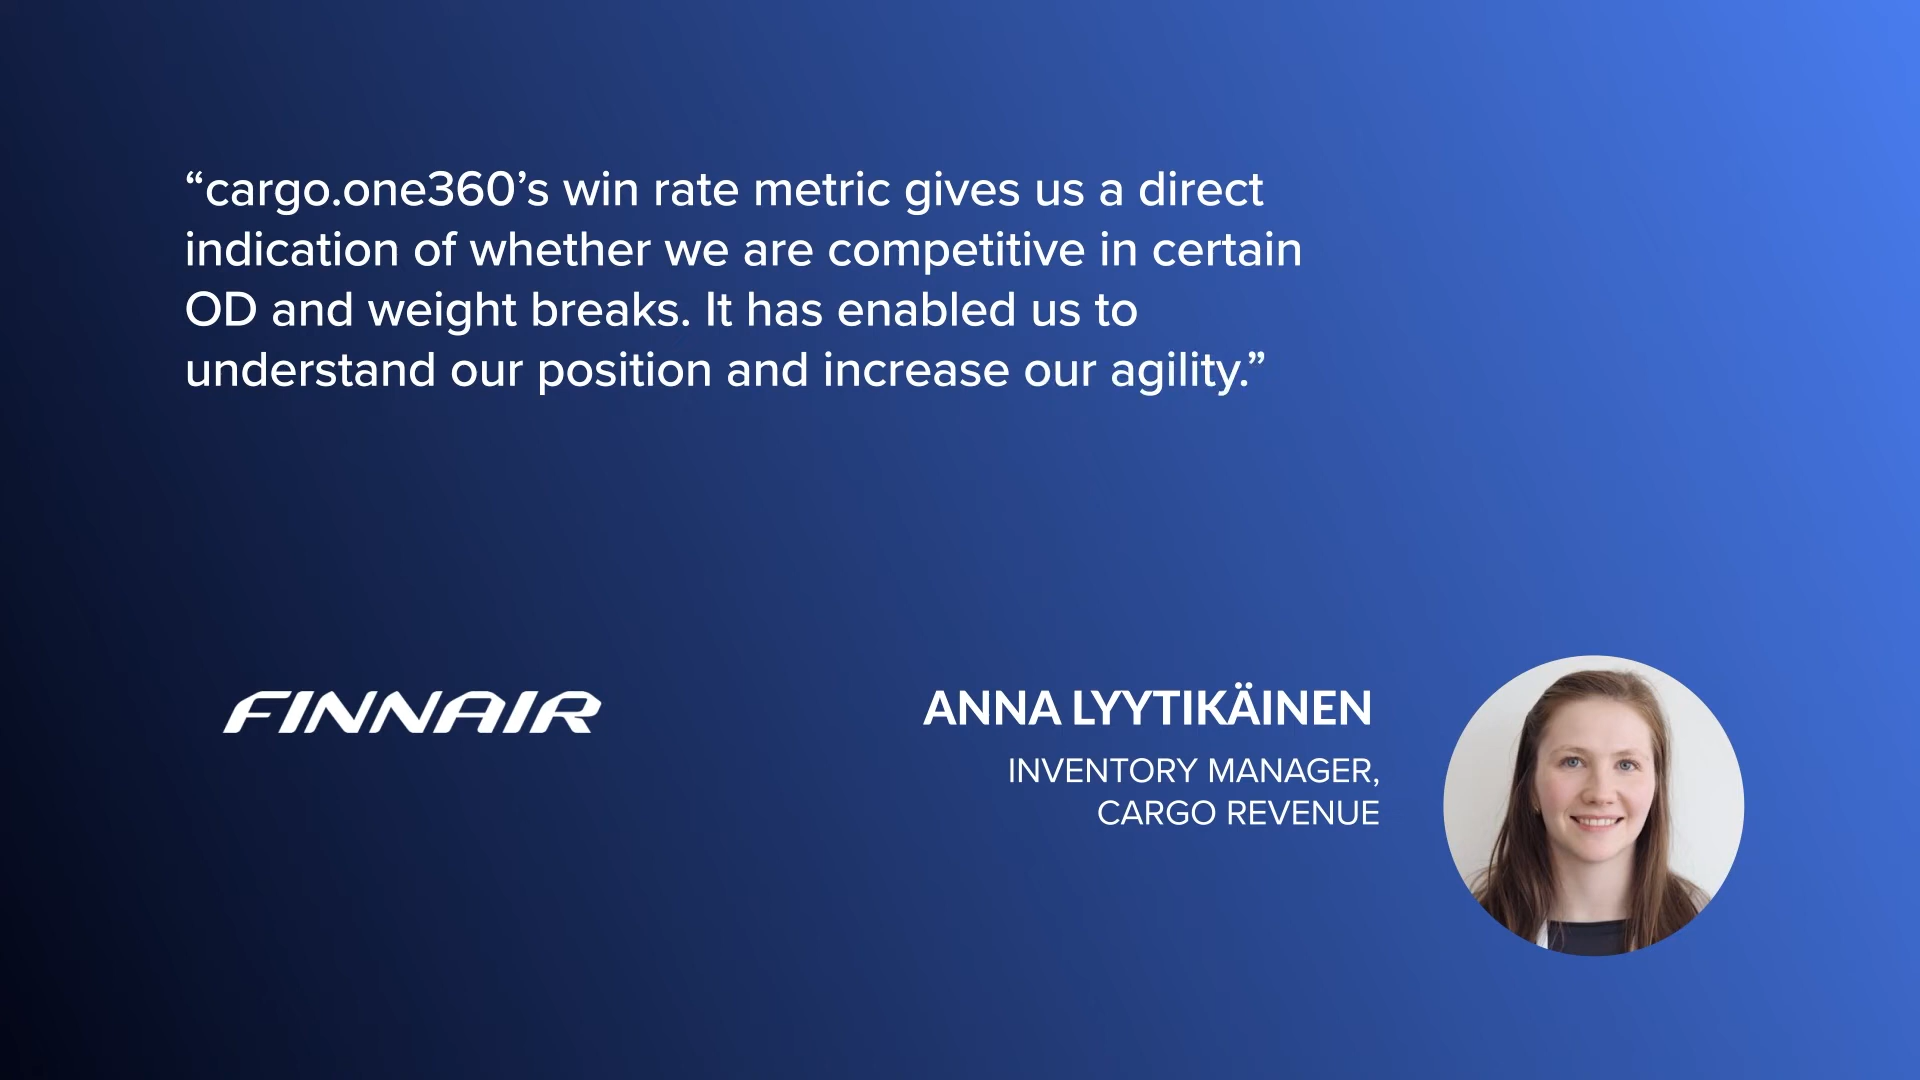 “cargo.one360’s win rate metric gives us a direct
indication of whether we are competitive in certain
OD and weight breaks. It has enabled us to
understand our position and increase our agility.”
FINNAIR
ANNA LYYTIKÄINEN
INVENTORY MANAGER,
CARGO REVENUE